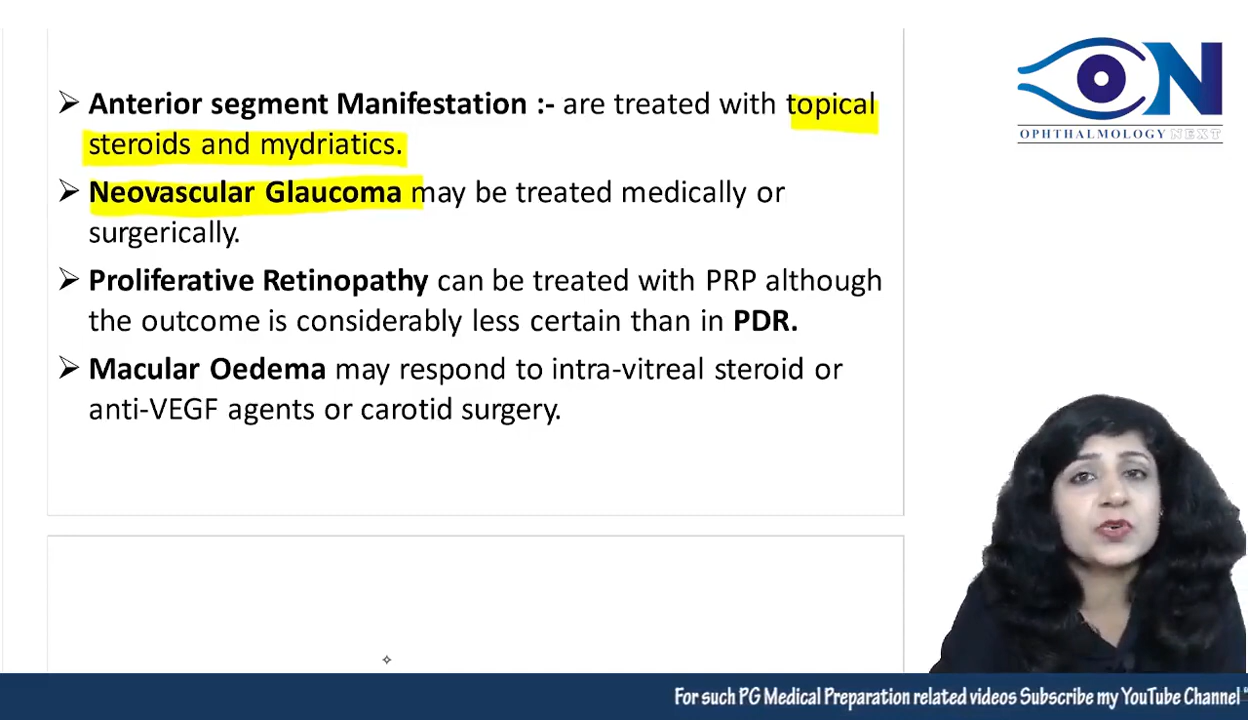 ➢ Anterior segment Manifestation :- are treated with topical
steroids and mydriatics.
➢ Neovascular Glaucoma may be treated medically or
surgerically.
➢ Proliferative Retinopathy can be treated with PRP although
the outcome is considerably less certain than in PDR.
➢ Macular Oedema may respond to intra-vitreal steroid or
anti-VEGF agents or carotid surgery.
ON
OPHTHALMOLOGY NEXT
For such PG Medical Preparation related videos Subscribe my YouTube Channel "